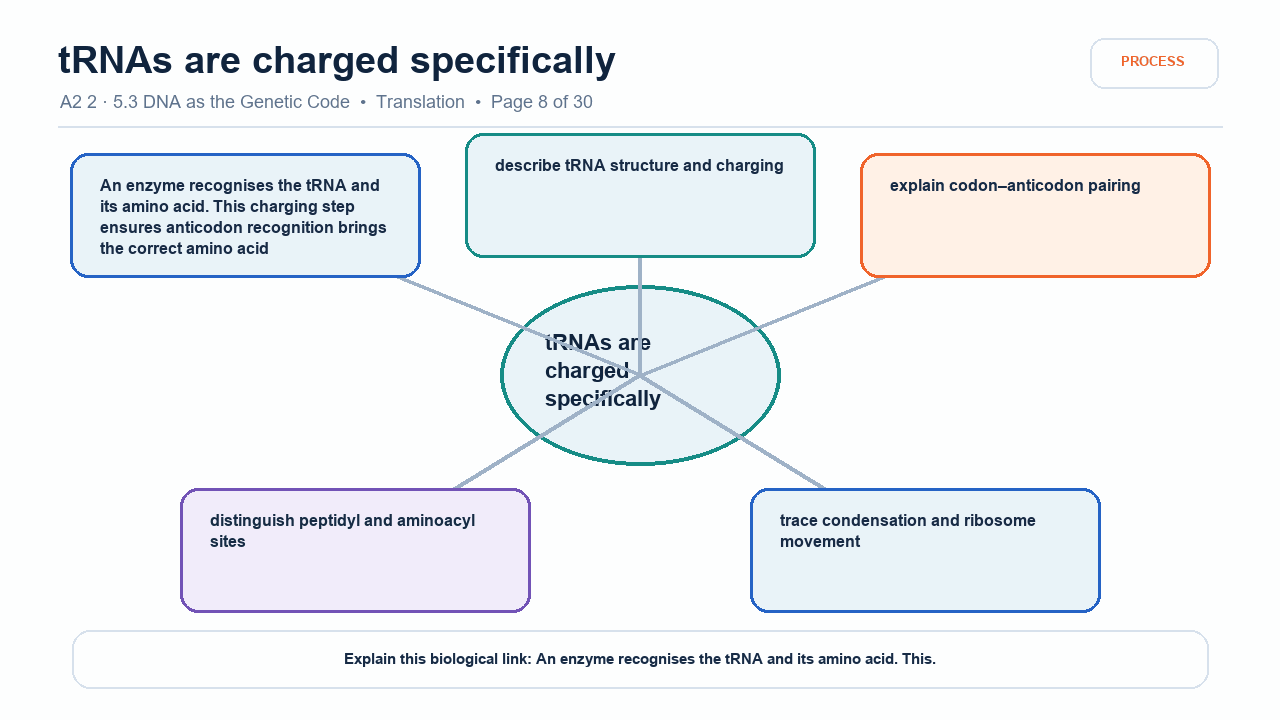 tRNAs are charged specifically
PROCESS
A2 2 · 5.3 DNA as the Genetic Code • Translation • Page 8 of 30
An enzyme recognises the tRNA and
its amino acid. This charging step
ensures anticodon recognition brings
the correct amino acid
describe tRNA structure and charging
explain codon–anticodon pairing
tRNAs are
charged
specifically
distinguish peptidyl and aminoacyl
sites
trace condensation and ribosome
movement
Explain this biological link: An enzyme recognises the tRNA and its amino acid. This.